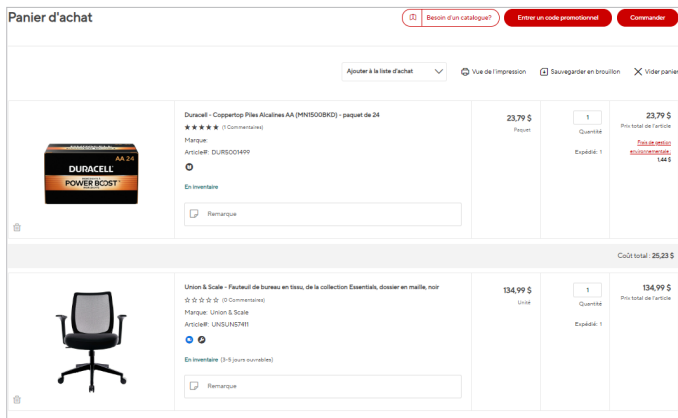 Panier d'achat
Besoin d'un catalogue?
Entrer un code promotionnel
Commander
Ajouter à la liste d'achat
Vue de l'impression
Sauvegarder en brouillon
Vider panier
Duracell - Coppertop Piles Alcalines AA (MN1500BKD) - paquet de 24
(1 Commentaires)
Marque:
Article#: DURS001499
En inventaire
Remarque
23,79 $
Paquet
1
Quantité
Expédié: 1
23,79 $
Prix total de l'article
Frais de gestion
environnementale :
1,44 $
AA 24
DURACELL
POWER BOOST
Coût total : 25,23 $
Union & Scale - Fauteuil de bureau en tissu, de la collection Essentials, dossier en maille, noir
(0 Commentaires)
Marque: Union & Scale
Article#: UNSUN57411
En inventaire (3-5 jours ouvrables)
Remarque
134,99 $
Unité
1
Quantité
Expédié: 1
134,99 $
Prix total de l'article